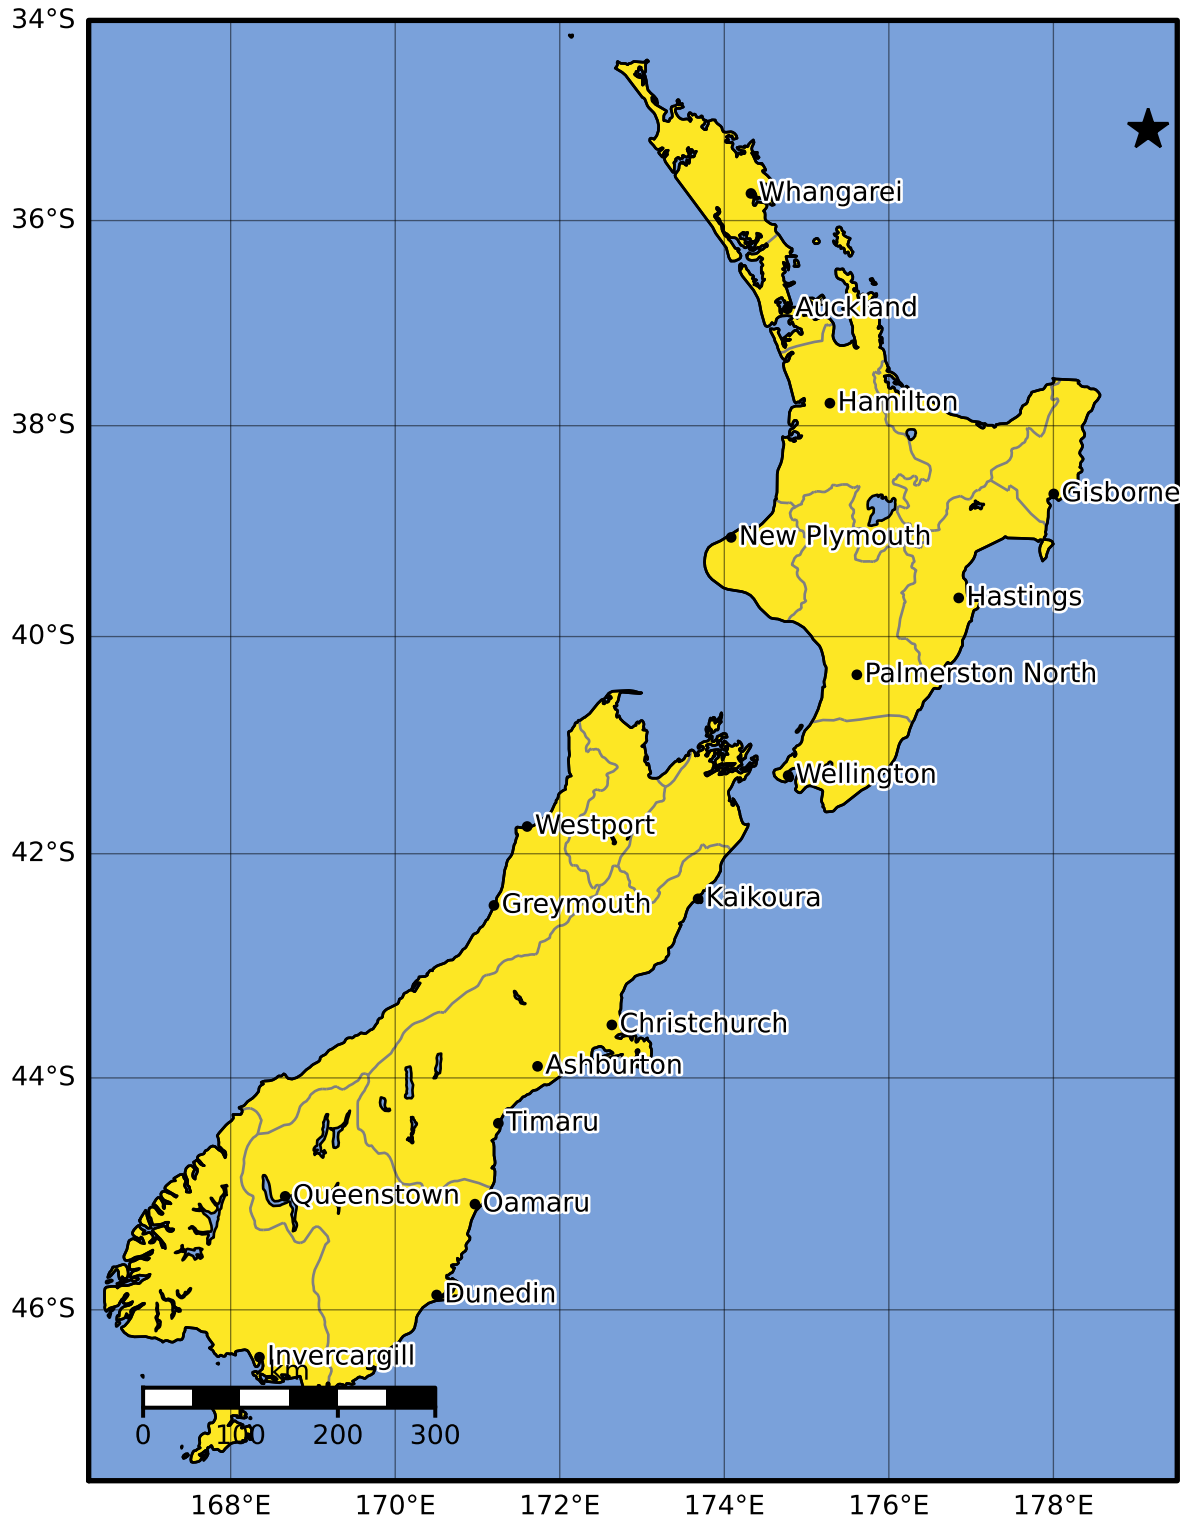 34°S
Whangarei
36°S
Auckland
Hamilton
38°S
Gisborne
New Plymouth
Hastings
40°S
Palmerston North
Wellington
Westport
42°S
Kaikoura
Greymouth
Christchurch
Ashburton
44°S
Timaru
Queenstown
Oamaru
Dunedin
46°S
Invercargill
km
0 100 200 300
168°E 170°E 172°E 174°E 176°E 178°E